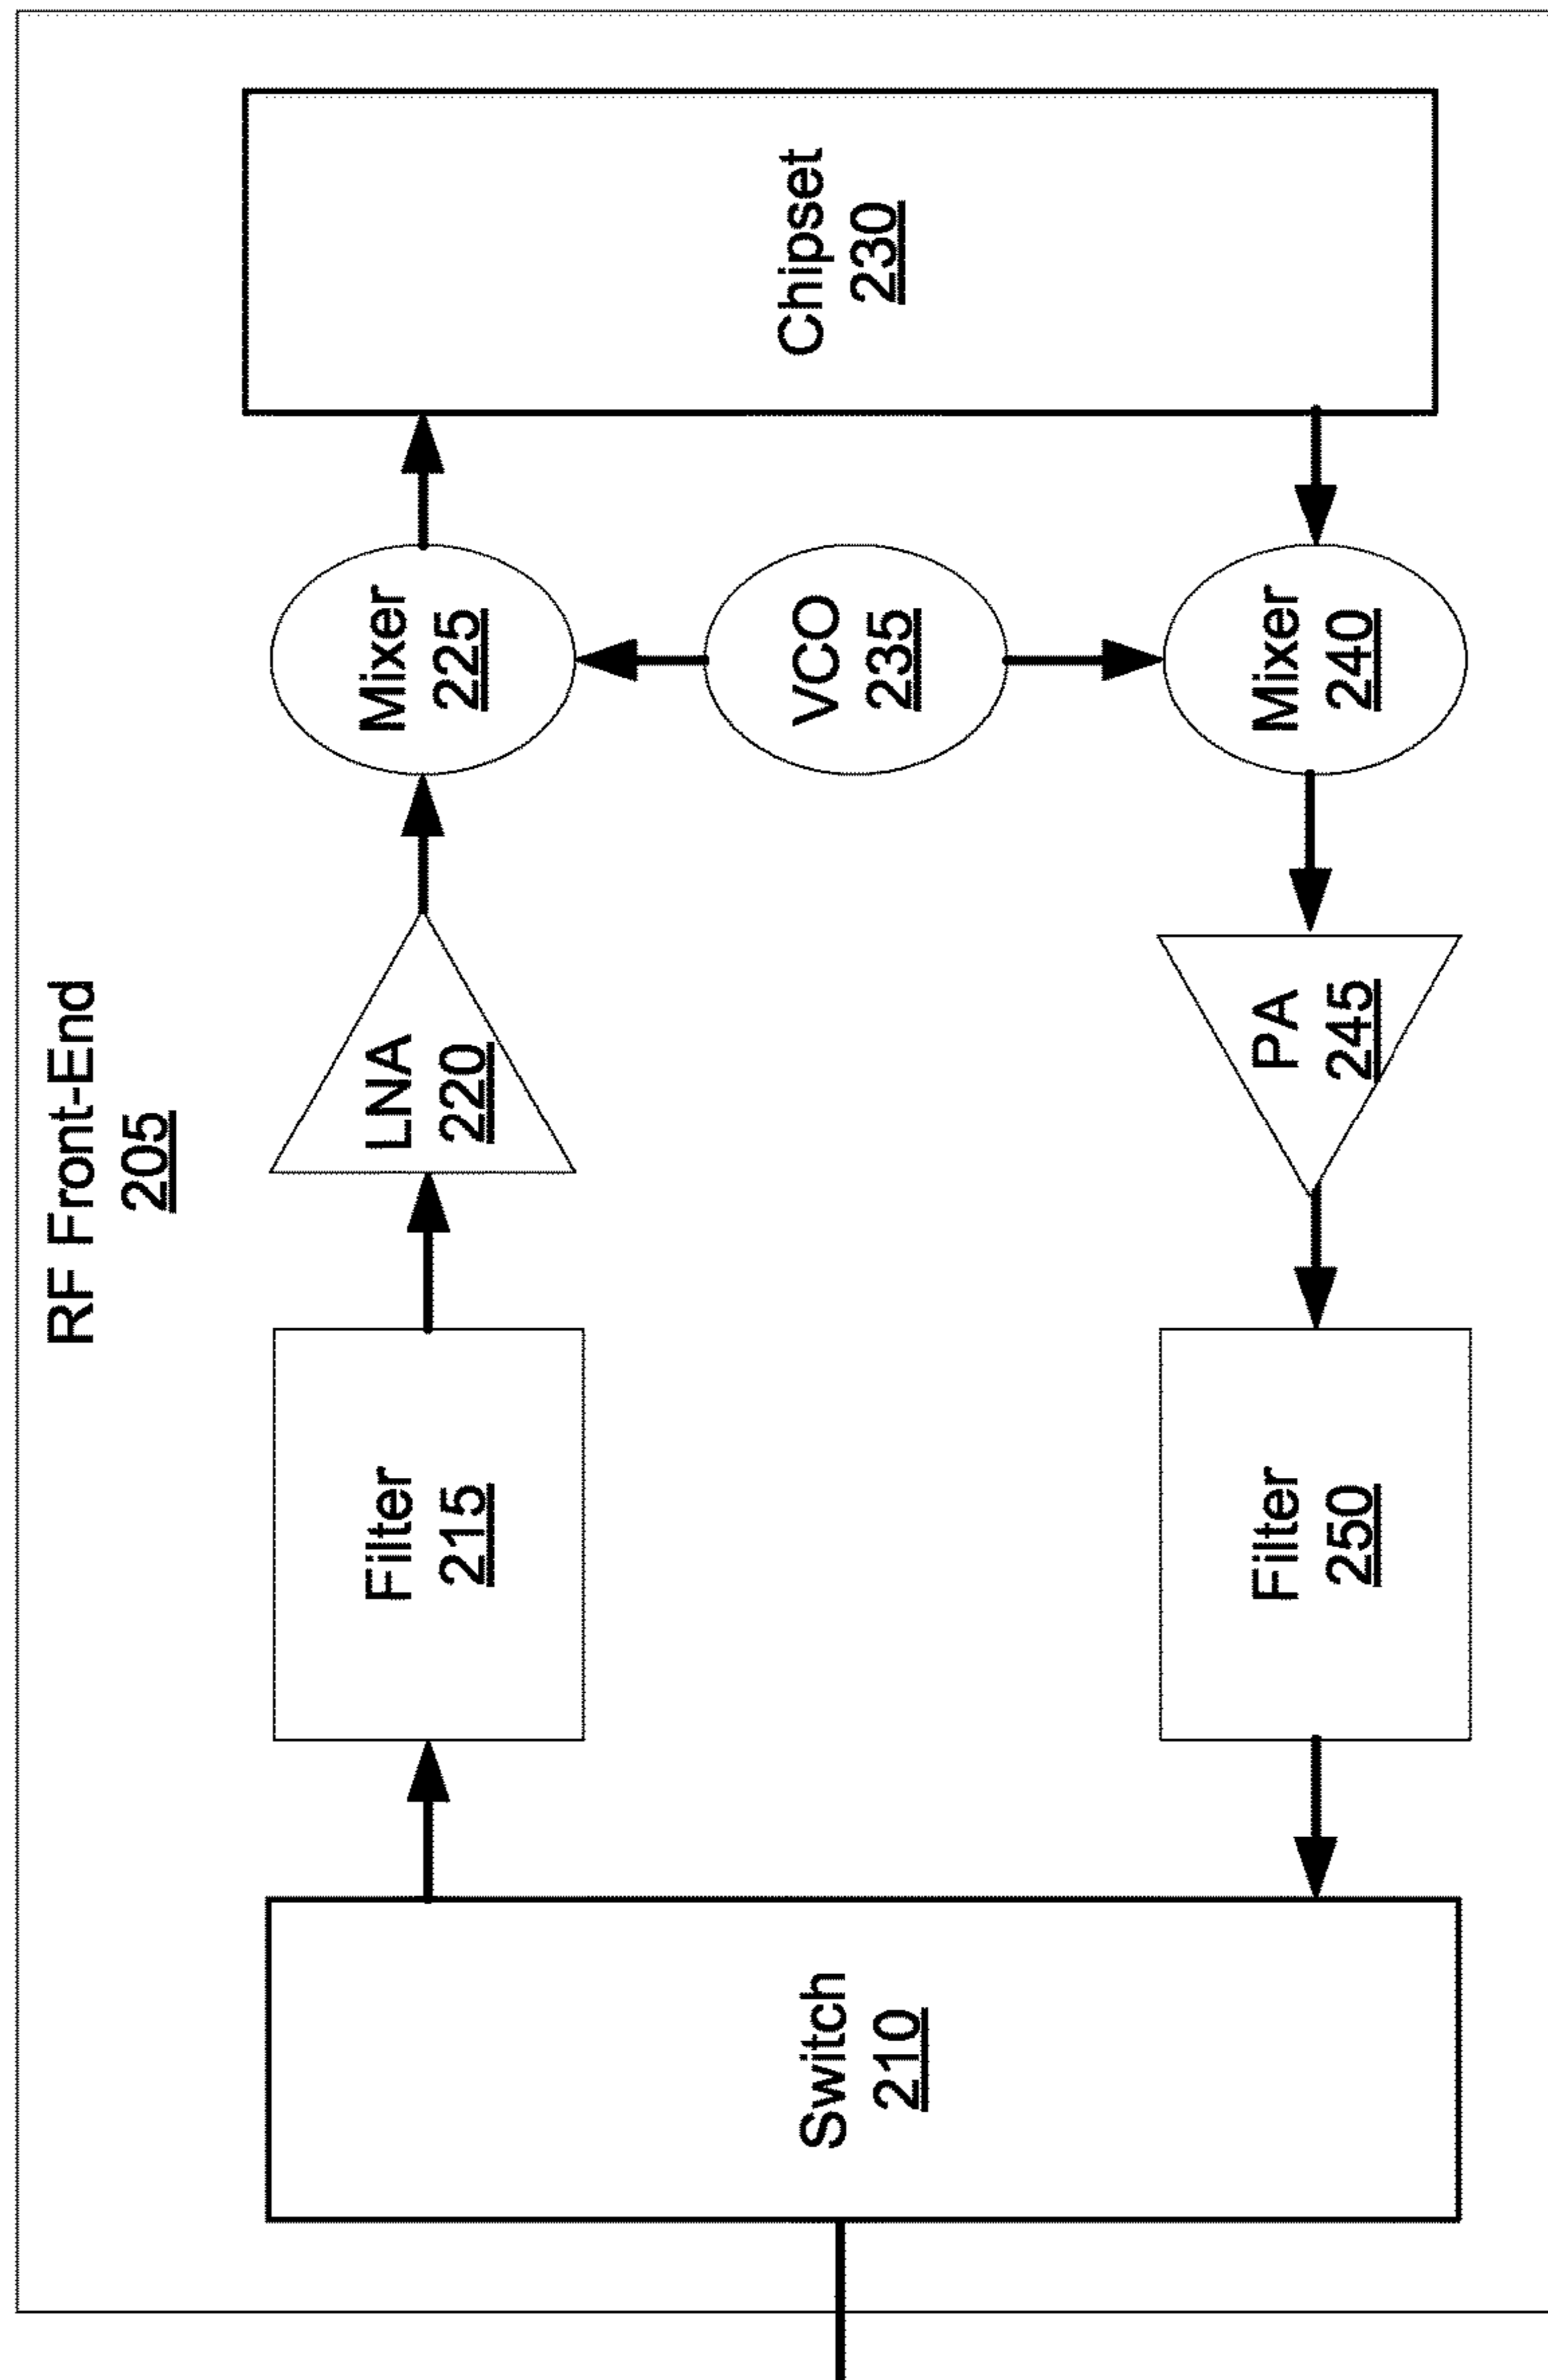 RF Front-End
205
Switch
210
Filter
215
LNA
220
Mixer
225
Chipset
230
VCO
235
Mixer
240
PA
245
Filter
250